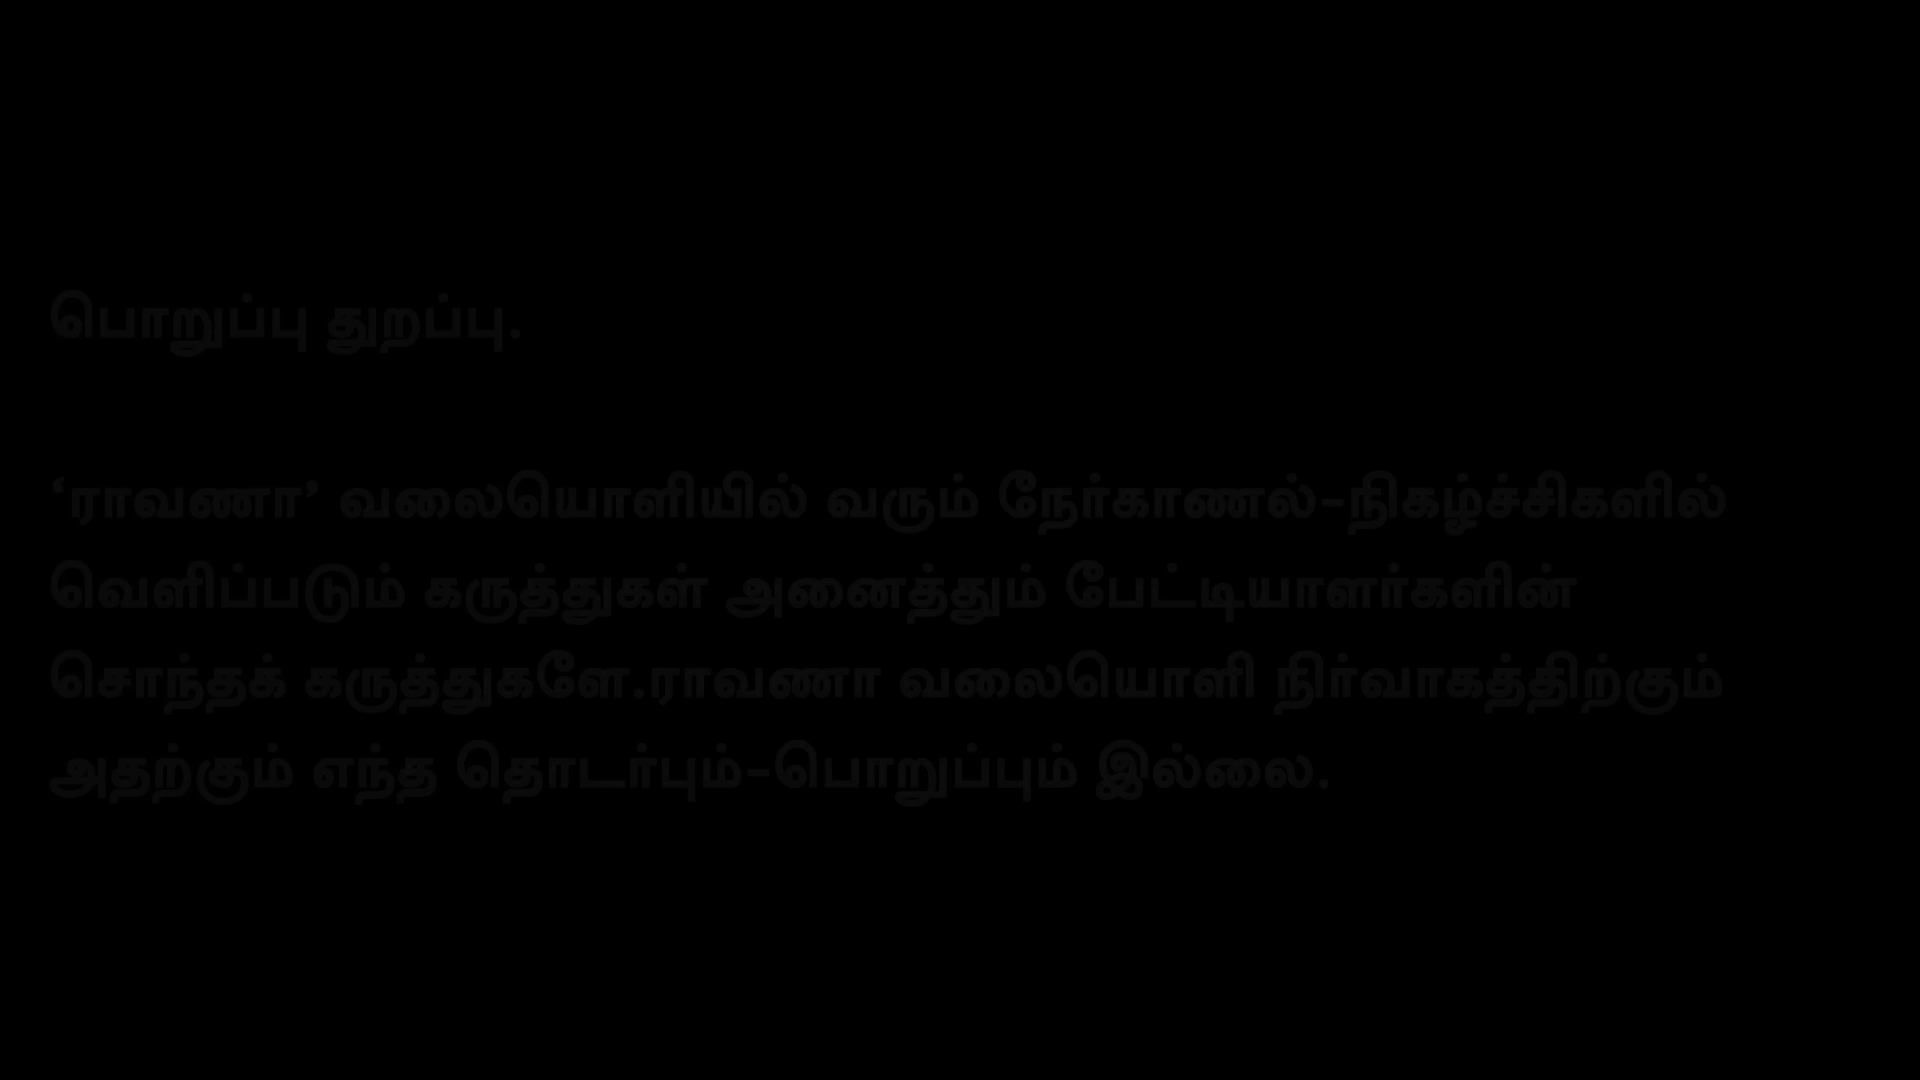 பொறுப்பு துறப்பு.
‘ராவணா’ வலையொளியில் வரும் நேர்காணல்-நிகழ்ச்சிகளில்
வெளிப்படும் கருத்துகள் அனைத்தும் பேட்டியாளர்களின்
சொந்தக் கருத்துகளே.ராவணா வலையொளி நிர்வாகத்திற்கும்
அதற்கும் எந்த தொடர்பும்-பொறுப்பும் இல்லை.